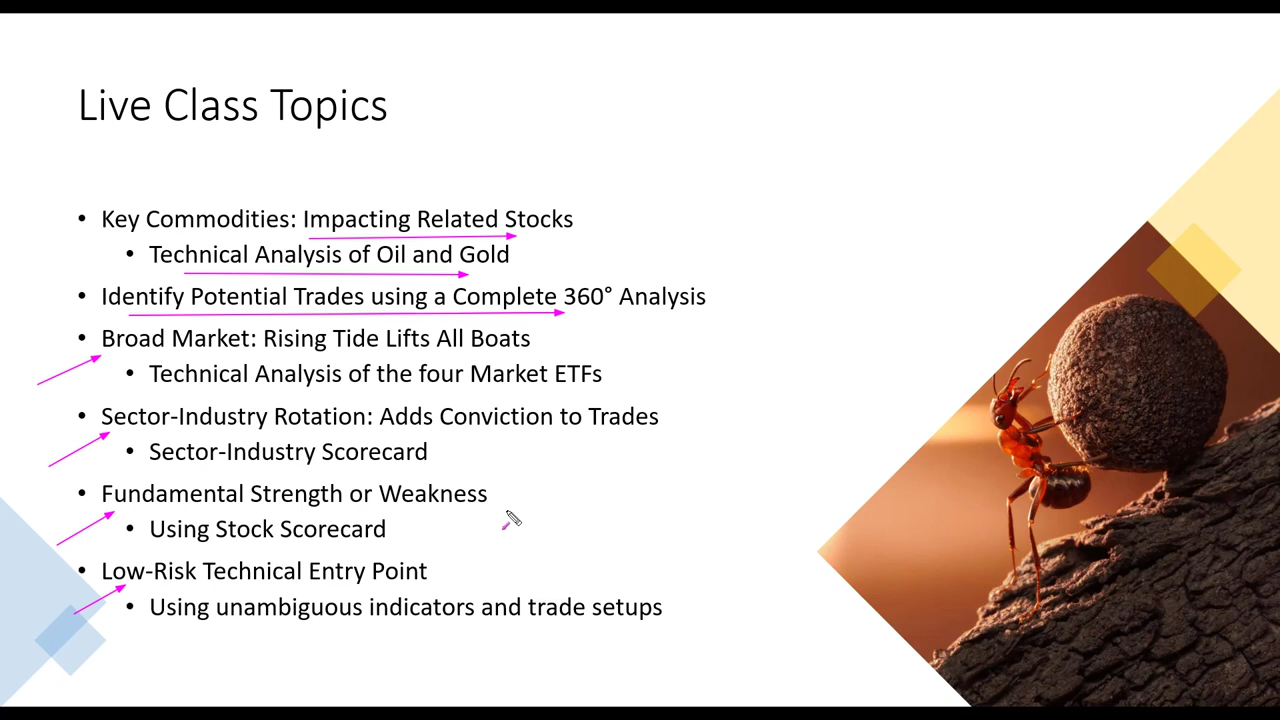 Live Class Topics
• Key Commodities: Impacting Related Stocks
• Technical Analysis of Oil and Gold
• Identify Potential Trades using a Complete 360° Analysis
• Broad Market: Rising Tide Lifts All Boats
• Technical Analysis of the four Market ETFs
• Sector-Industry Rotation: Adds Conviction to Trades
• Sector-Industry Scorecard
• Fundamental Strength or Weakness
• Using Stock Scorecard
• Low-Risk Technical Entry Point
• Using unambiguous indicators and trade setups